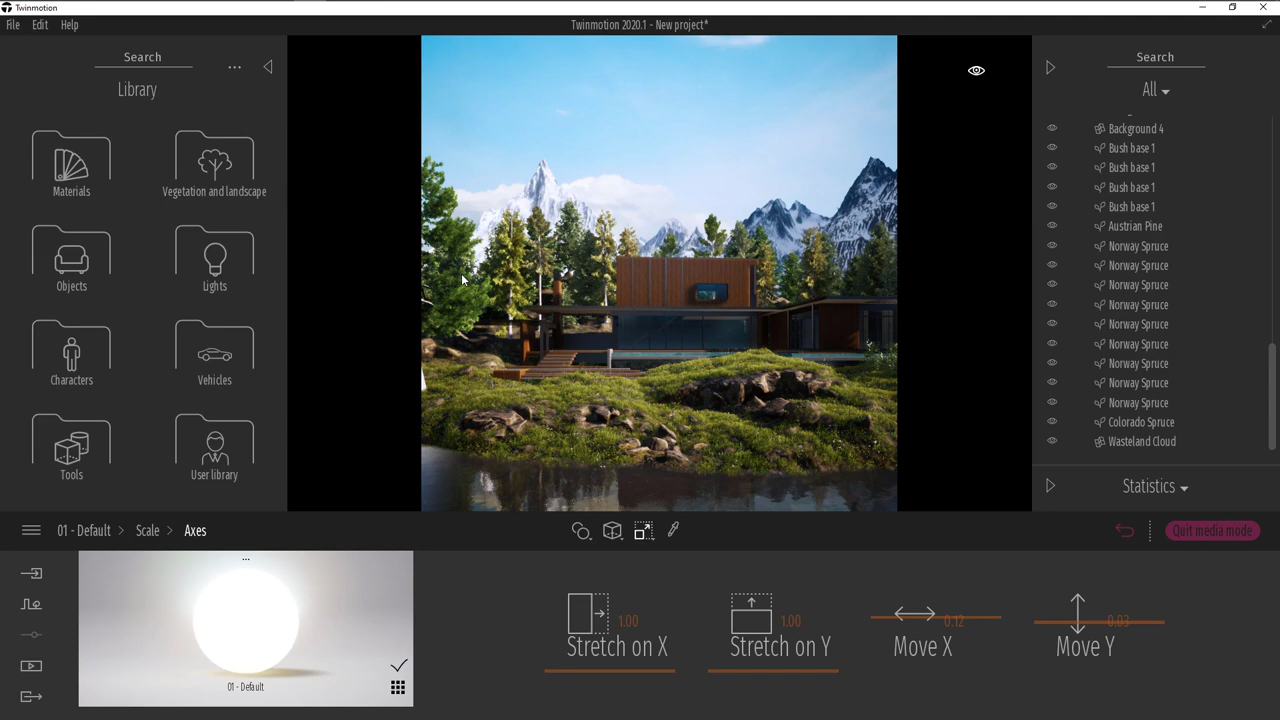 Twinmotion
File Edit Help
Twinmotion 2020.1 - New project*
Search
Library
Materials
Vegetation and landscape
Objects
Lights
Characters
Vehicles
Tools
User library
Search
All
Background 4
Bush base 1
Bush base 1
Bush base 1
Bush base 1
Austrian Pine
Norway Spruce
Norway Spruce
Norway Spruce
Norway Spruce
Norway Spruce
Norway Spruce
Norway Spruce
Norway Spruce
Norway Spruce
Colorado Spruce
Wasteland Cloud
Statistics
01 - Default > Scale > Axes
Quit media mode
01 - Default
1.00
Stretch on X
1.00
Stretch on Y
0.12
Move X
0.03
Move Y